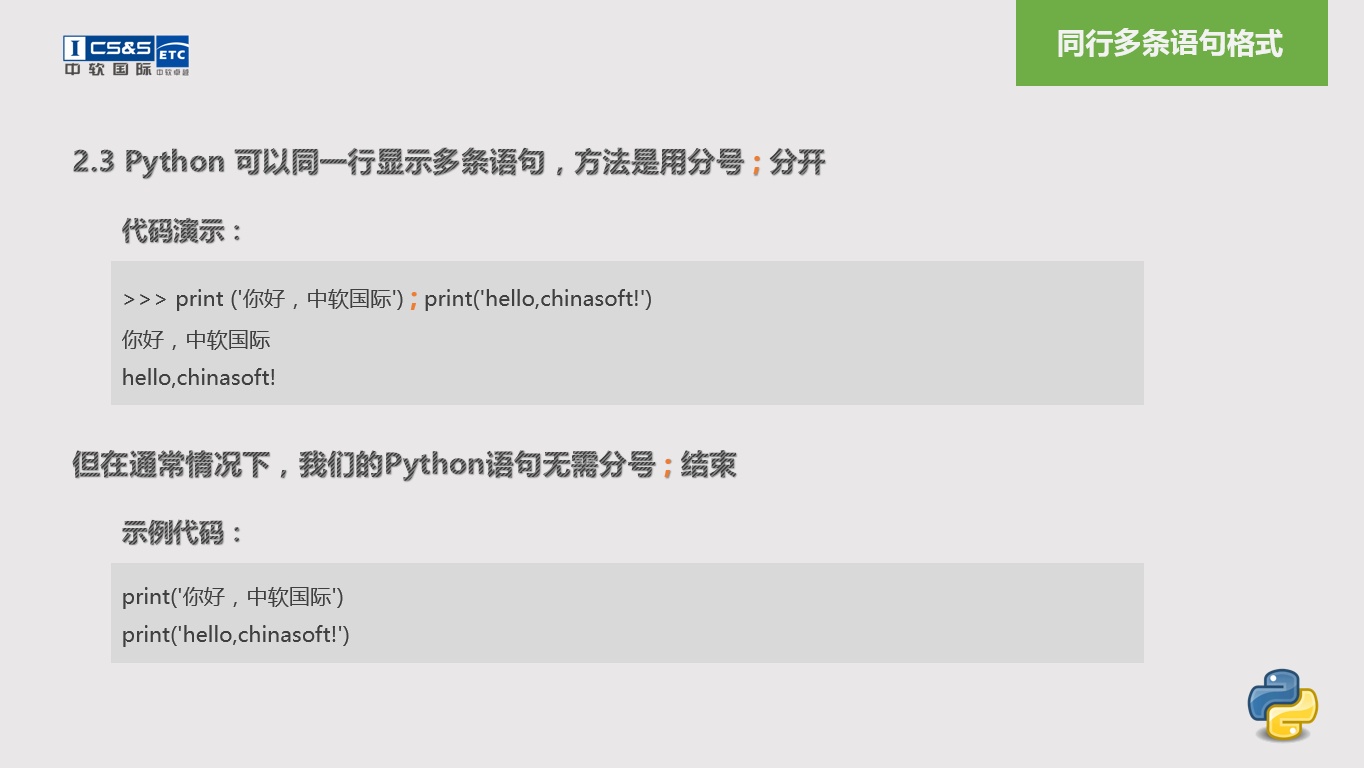 I CS&S ETC
中软国际 中软卓越
同行多条语句格式
2.3 Python 可以同一行显示多条语句，方法是用分号；分开
代码演示：
>>> print ('你好，中软国际')；print('hello,chinasoft!')
你好，中软国际
hello,chinasoft!
但在通常情况下，我们的Python语句无需分号；结束
示例代码：
print('你好，中软国际')
print('hello,chinasoft!')